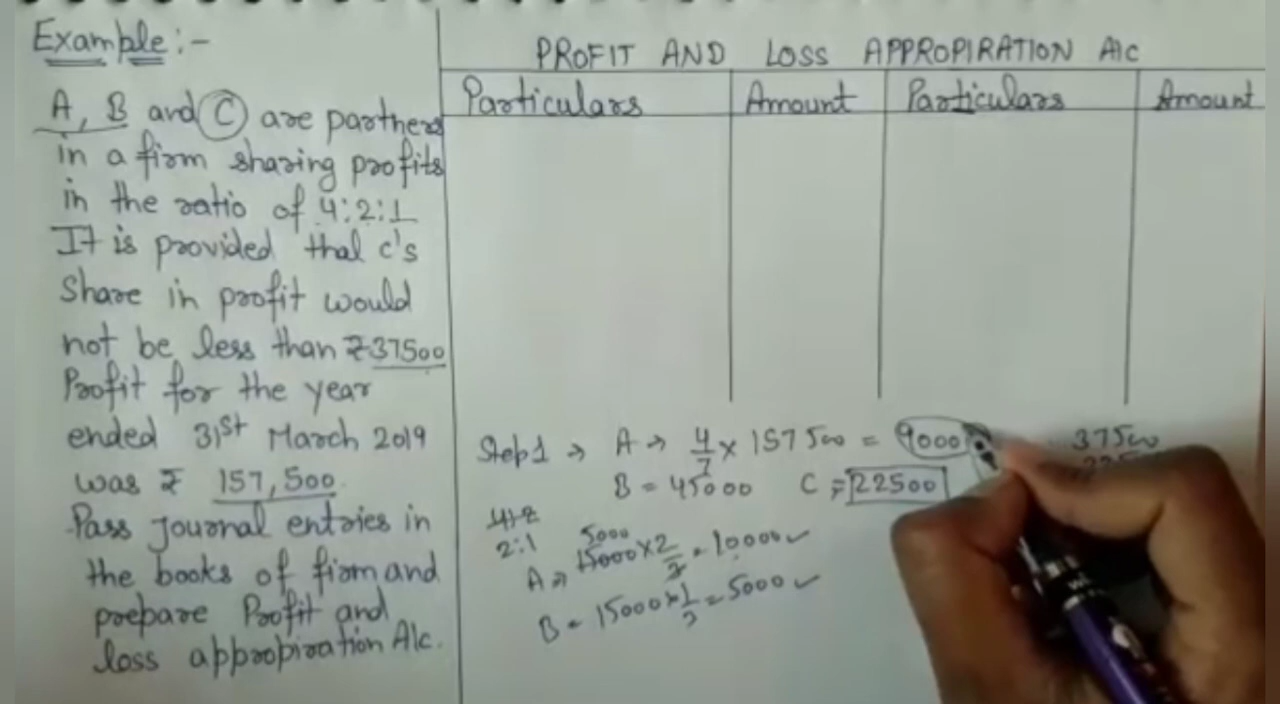 Example:-
A, B and C are partners
in a firm sharing profits
in the ratio of 4:2:1
It is provided that c's
Share in profit would
not be less than ₹37500
Profit for the year
ended 31st March 2019
was ₹ 157,500
Pass Journal entries in
the books of firm and
prepare Profit and
loss appropiration A/c.
PROFIT AND LOSS APPROPIRATION A/c
Particulars Amount Particulars Amount
Step 1 → A → 4/7 × 157500 = 9000
37500
B = 45000 C = 22500
4:2
2:1
5000
A → 15000×2/3 = 10000 ✓
B = 15000×1/3 = 5000 ✓